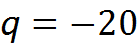 q = −20